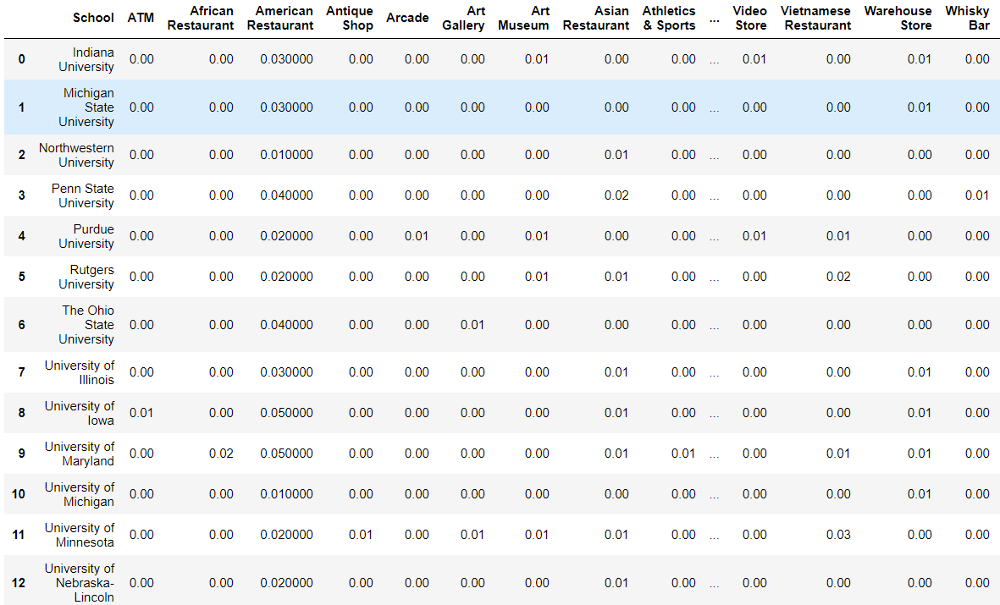 School ATM African Restaurant American Restaurant Antique Shop Arcade Art Gallery Art Museum Asian Restaurant Athletics & Sports ... Video Store Vietnamese Restaurant Warehouse Store Whisky Bar
0 Indiana University 0.00 0.00 0.030000 0.00 0.00 0.00 0.01 0.00 0.00 ... 0.01 0.00 0.01 0.00
1 Michigan State University 0.00 0.00 0.030000 0.00 0.00 0.00 0.00 0.00 0.00 ... 0.00 0.00 0.01 0.00
2 Northwestern University 0.00 0.00 0.010000 0.00 0.00 0.00 0.00 0.01 0.00 ... 0.00 0.00 0.00 0.00
3 Penn State University 0.00 0.00 0.040000 0.00 0.00 0.00 0.00 0.02 0.00 ... 0.00 0.00 0.00 0.01
4 Purdue University 0.00 0.00 0.020000 0.00 0.01 0.00 0.01 0.00 0.00 ... 0.01 0.01 0.00 0.00
5 Rutgers University 0.00 0.00 0.020000 0.00 0.00 0.00 0.01 0.01 0.00 ... 0.00 0.02 0.00 0.00
6 The Ohio State University 0.00 0.00 0.040000 0.00 0.00 0.01 0.00 0.00 0.00 ... 0.00 0.00 0.00 0.00
7 University of Illinois 0.00 0.00 0.030000 0.00 0.00 0.00 0.00 0.01 0.00 ... 0.00 0.00 0.01 0.00
8 University of Iowa 0.01 0.00 0.050000 0.00 0.00 0.00 0.00 0.01 0.00 ... 0.00 0.00 0.01 0.00
9 University of Maryland 0.00 0.02 0.050000 0.00 0.00 0.00 0.00 0.01 0.01 ... 0.00 0.01 0.01 0.00
10 University of Michigan 0.00 0.00 0.010000 0.00 0.00 0.00 0.00 0.00 0.00 ... 0.00 0.00 0.01 0.00
11 University of Minnesota 0.00 0.00 0.020000 0.01 0.00 0.01 0.01 0.01 0.00 ... 0.00 0.03 0.00 0.00
12 University of Nebraska-Lincoln 0.00 0.00 0.020000 0.00 0.00 0.00 0.00 0.01 0.00 ... 0.00 0.00 0.00 0.00